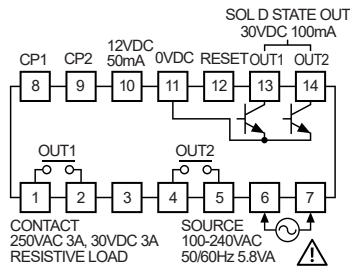 SOL D STATE OUT
30VDC 100mA
12VDC
50mA
CP1 CP2 0VDC RESET OUT1 OUT2
8 9 10 11 12 13 14
OUT1 OUT2
1 2 3 4 5 6 7
CONTACT
250VAC 3A, 30VDC 3A
RESISTIVE LOAD
SOURCE
100-240VAC
50/60Hz 5.8VA